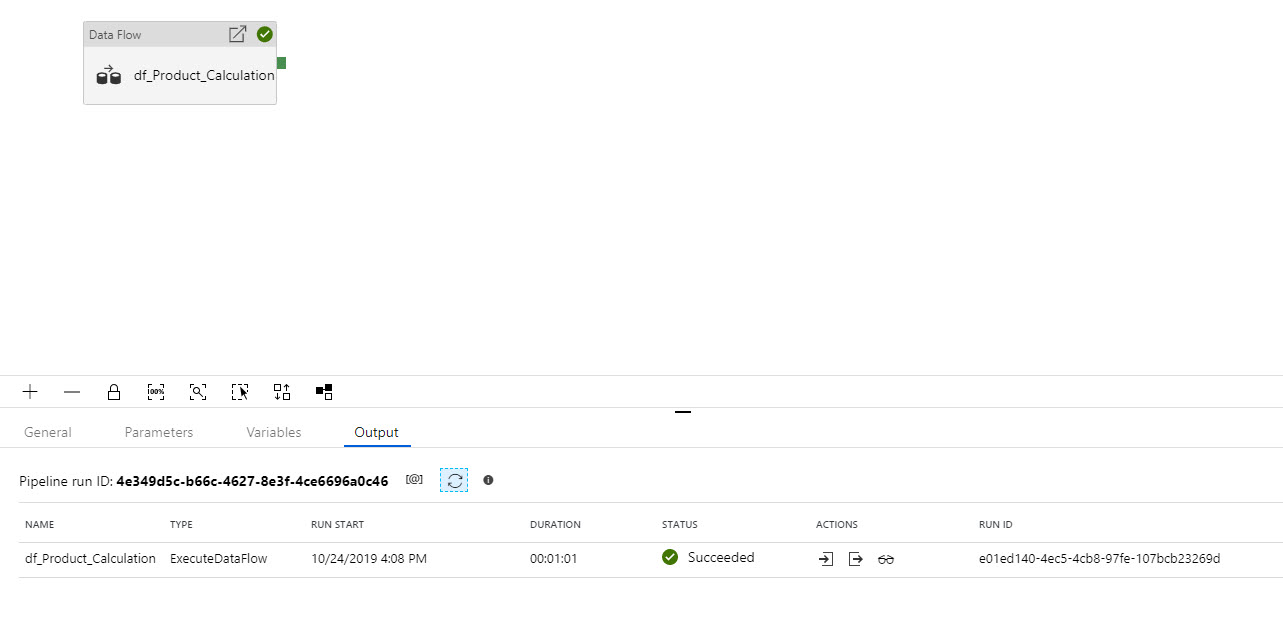 Data Flow
df_Product_Calculation
100%
General Parameters Variables Output
Pipeline run ID: 4e349d5c-b66c-4627-8e3f-4ce6696a0c46 [@]
NAME TYPE RUN START DURATION STATUS ACTIONS RUN ID
df_Product_Calculation ExecuteDataFlow 10/24/2019 4:08 PM 00:01:01 Succeeded e01ed140-4ec5-4cb8-97fe-107bcb23269d